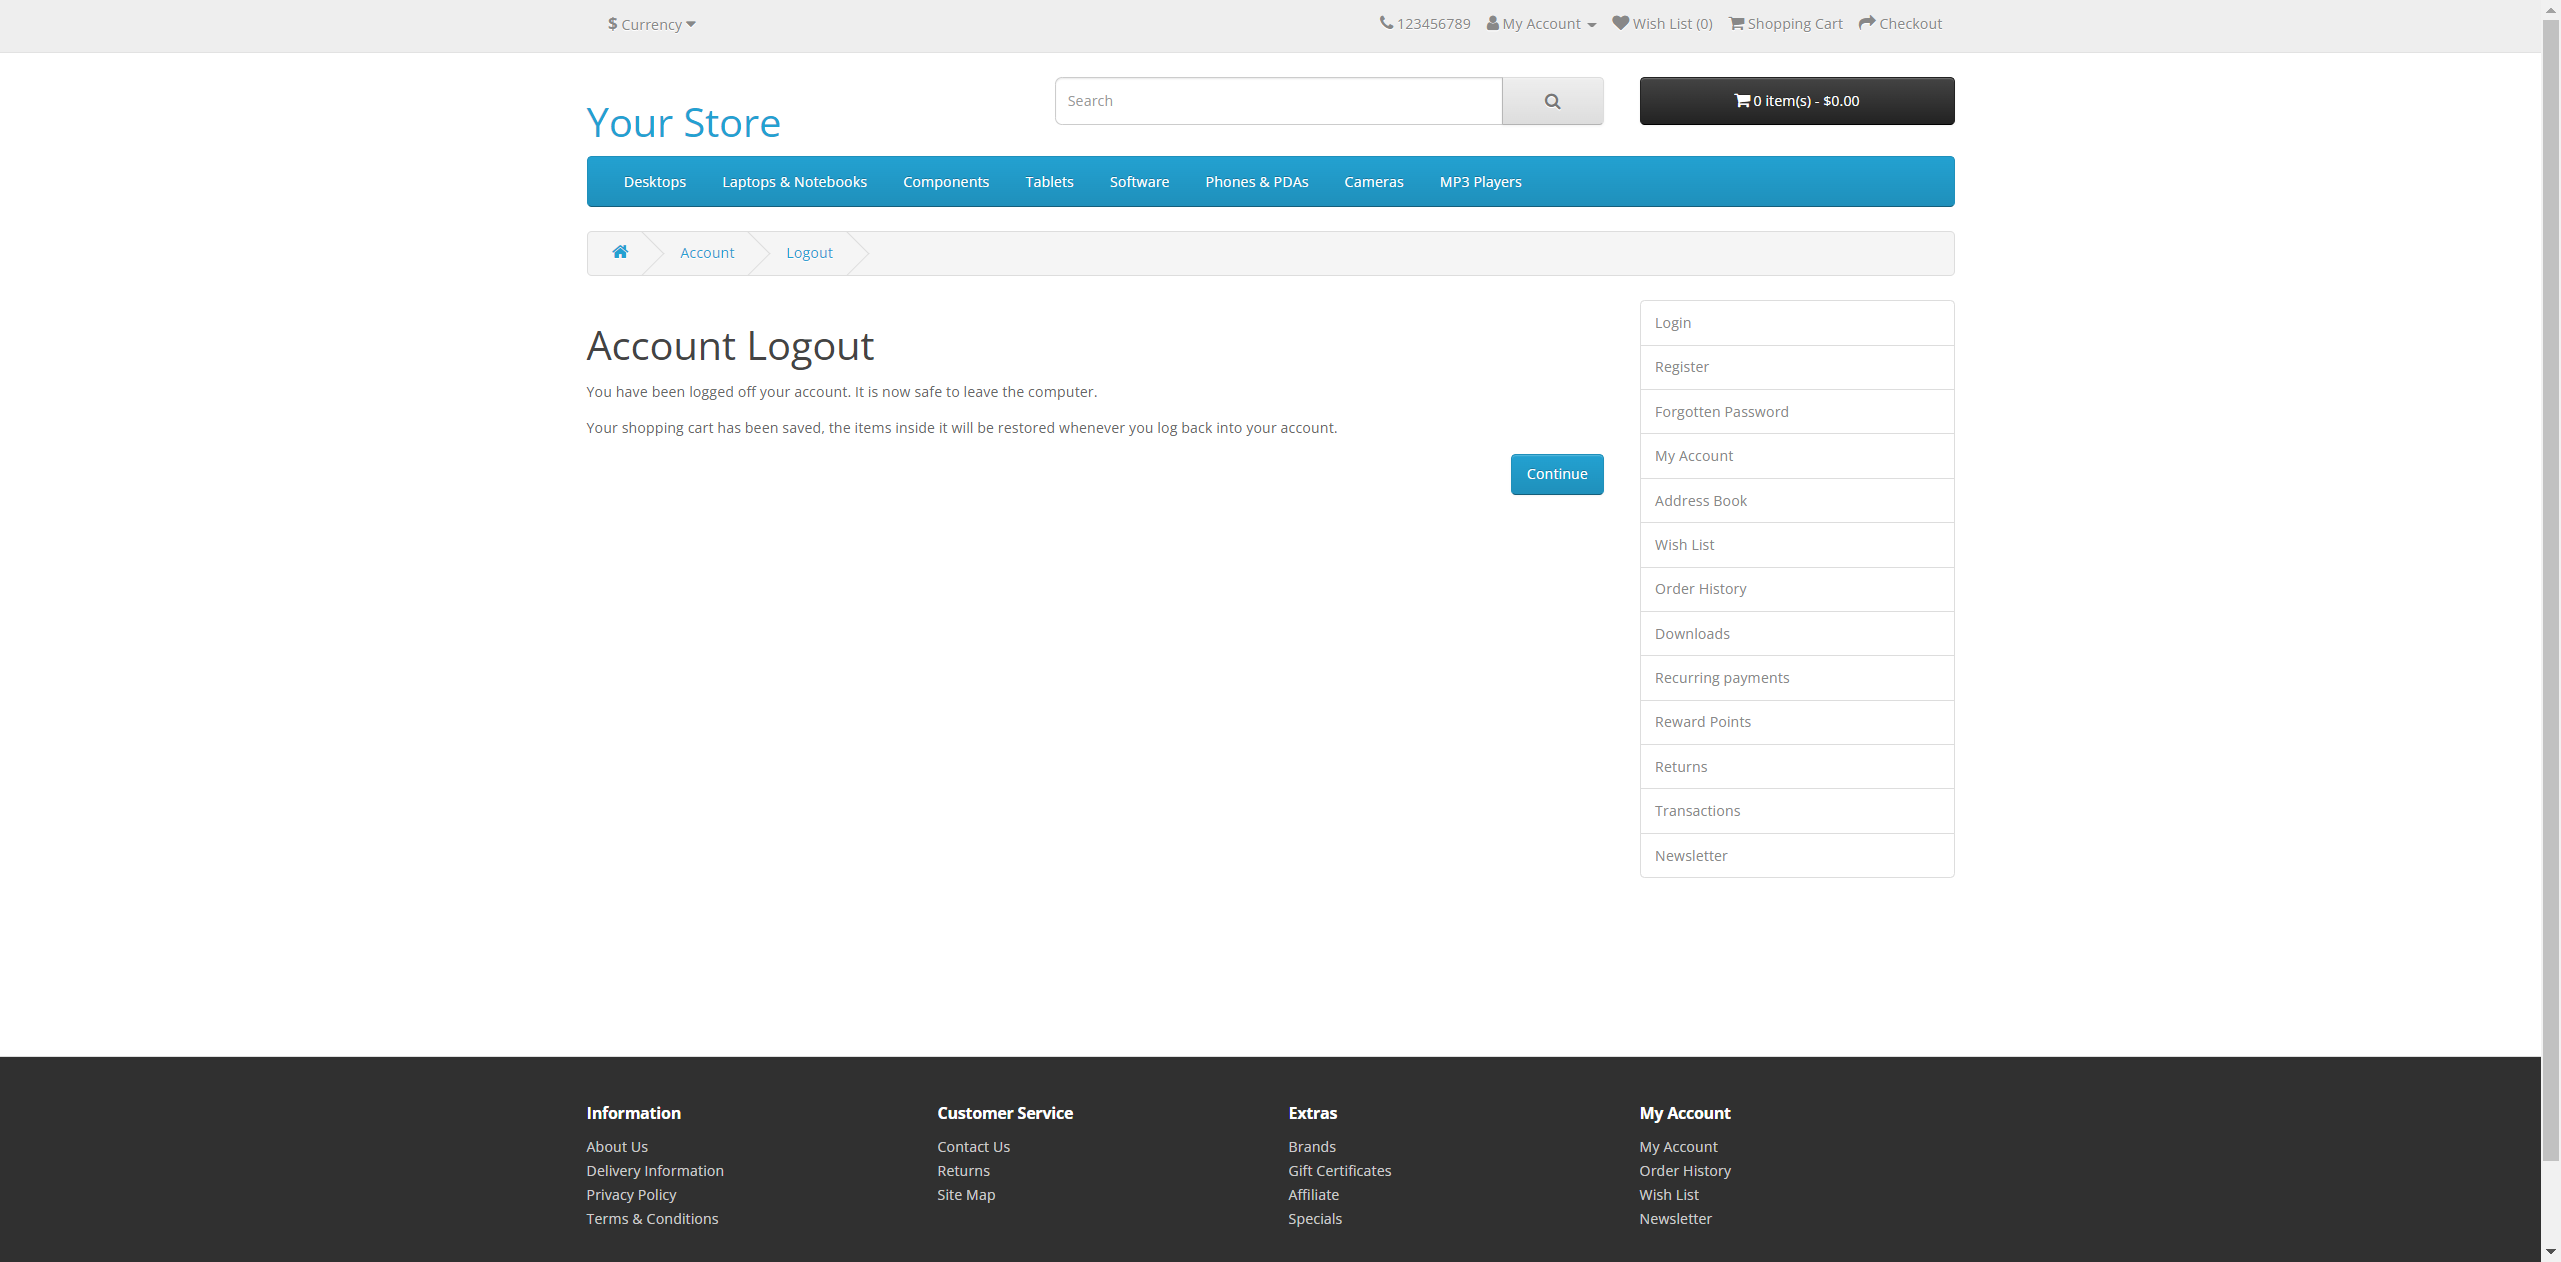 $ Currency
123456789 My Account Wish List (0) Shopping Cart Checkout
Your Store
Search
0 item(s) - $0.00
Desktops Laptops & Notebooks Components Tablets Software Phones & PDAs Cameras MP3 Players
Account Logout
Account Logout
You have been logged off your account. It is now safe to leave the computer.
Your shopping cart has been saved, the items inside it will be restored whenever you log back into your account.
Continue
Login
Register
Forgotten Password
My Account
Address Book
Wish List
Order History
Downloads
Recurring payments
Reward Points
Returns
Transactions
Newsletter
Information
About Us
Delivery Information
Privacy Policy
Terms & Conditions
Customer Service
Contact Us
Returns
Site Map
Extras
Brands
Gift Certificates
Affiliate
Specials
My Account
My Account
Order History
Wish List
Newsletter